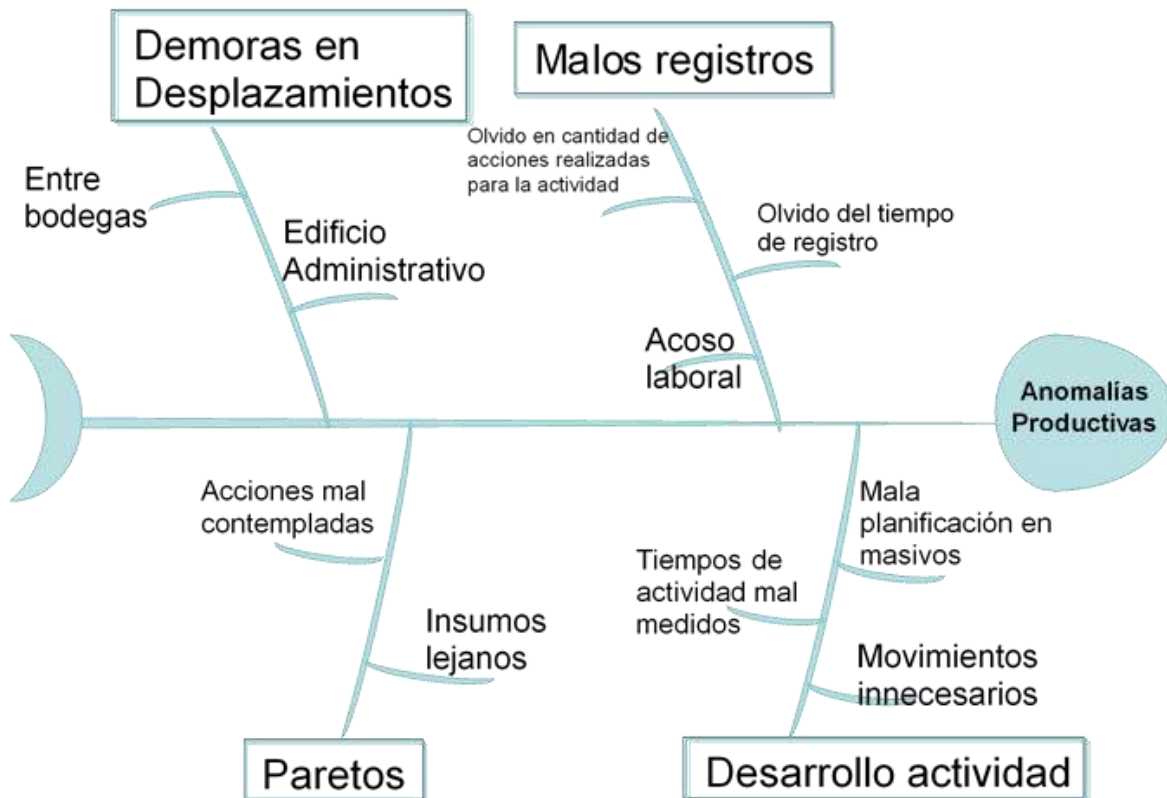 Demoras en
Desplazamientos
Malos registros
Olvido en cantidad de
acciones realizadas
para la actividad
Entre
bodegas
Edificio
Administrativo
Olvido del tiempo
de registro
Acoso
laboral
Anomalías
Productivas
Acciones mal
contempladas
Mala
planificación en
masivos
Tiempos de
actividad mal
medidos
Insumos
lejanos
Movimientos
innecesarios
Paretos
Desarrollo actividad